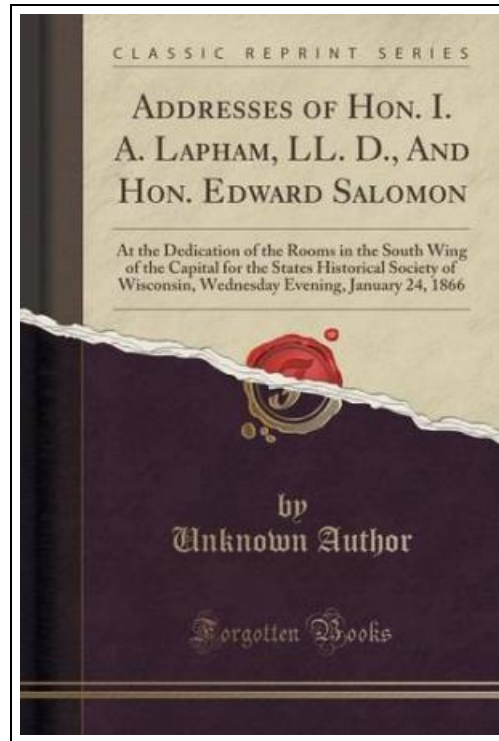 CLASSIC REPRINT SERIES
ADDRESSES OF HON. I.
A. LAPHAM, LL. D., AND
HON. EDWARD SALOMON
At the Dedication of the Rooms in the South Wing
of the Capital for the States Historical Society of
Wisconsin, Wednesday Evening, January 24, 1866
by
Unknown Author
Forgotten Books